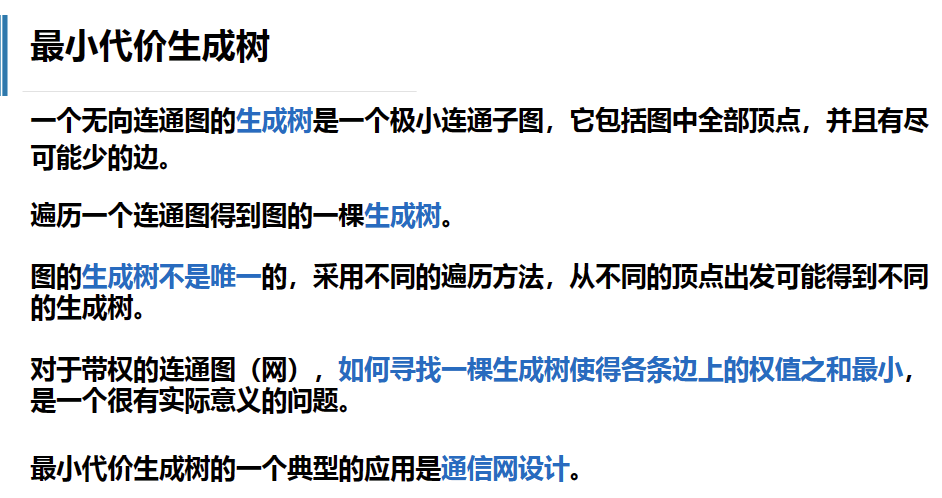 最小代价生成树
一个无向连通图的生成树是一个极小连通子图，它包括图中全部顶点，并且有尽
可能少的边。
遍历一个连通图得到图的一棵生成树。
图的生成树不是唯一的，采用不同的遍历方法，从不同的顶点出发可能得到不同
的生成树。
对于带权的连通图（网），如何寻找一棵生成树使得各条边上的权值之和最小，
是一个很有实际意义的问题。
最小代价生成树的一个典型的应用是通信网设计。